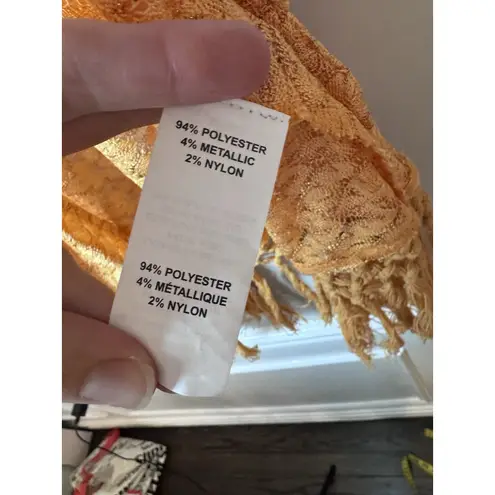 94% POLYESTER
4% METALLIC
2% NYLON
94% POLYESTER
4% MÉTALLIQUE
2% NYLON